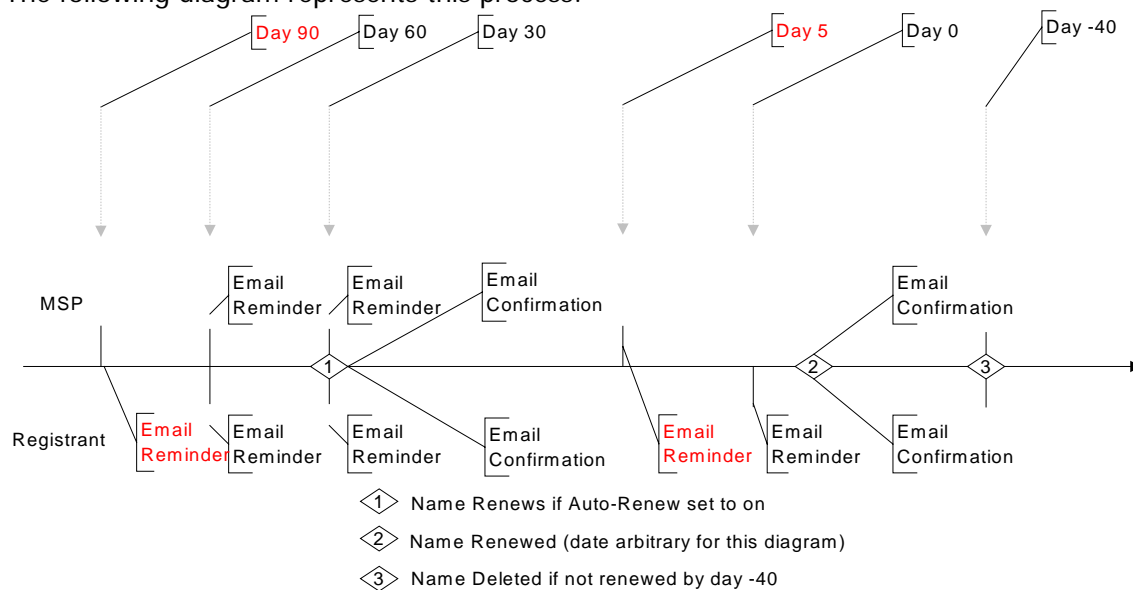 The following diagram represents this process.
Day 90
Day 60
Day 30
Day 5
Day 0
Day -40
MSP
Email
Reminder
Email
Reminder
Email
Confirmation
Email
Confirmation
1
2
3
Registrant
Email
Reminder
Email
Reminder
Email
Reminder
Email
Confirmation
Email
Reminder
Email
Reminder
Email
Confirmation
1 Name Renews if Auto-Renew set to on
2 Name Renewed (date arbitrary for this diagram)
3 Name Deleted if not renewed by day -40